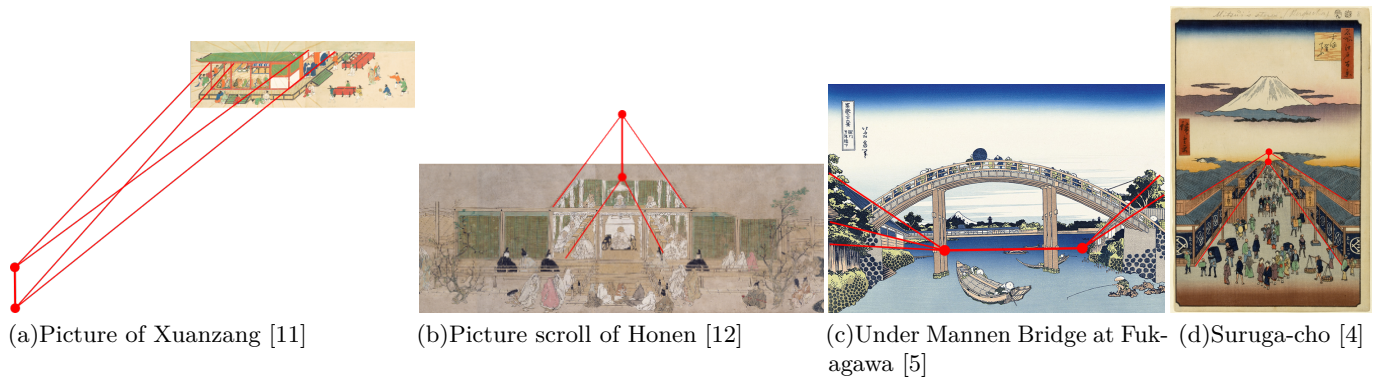 (a)Picture of Xuanzang [11]
(b)Picture scroll of Honen [12]
(c)Under Mannen Bridge at Fuk-
agawa [5]
(d)Suruga-cho [4]